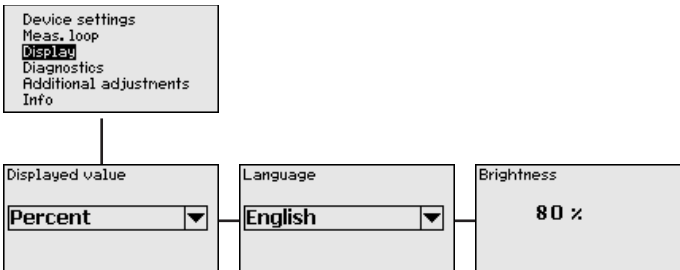 Device settings
Meas. loop
Display
Diagnostics
Additional adjustments
Info
Displayed value
Percent
Language
English
Brightness
80 %